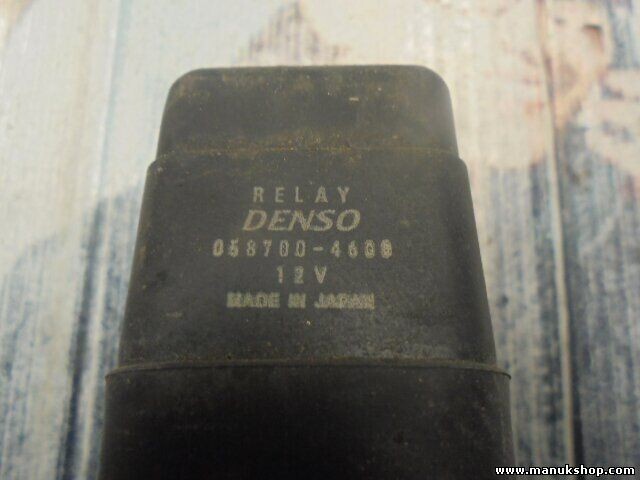 RELAY
DENSO
058700-4600
12V
MADE IN JAPAN
www.manukshop.com